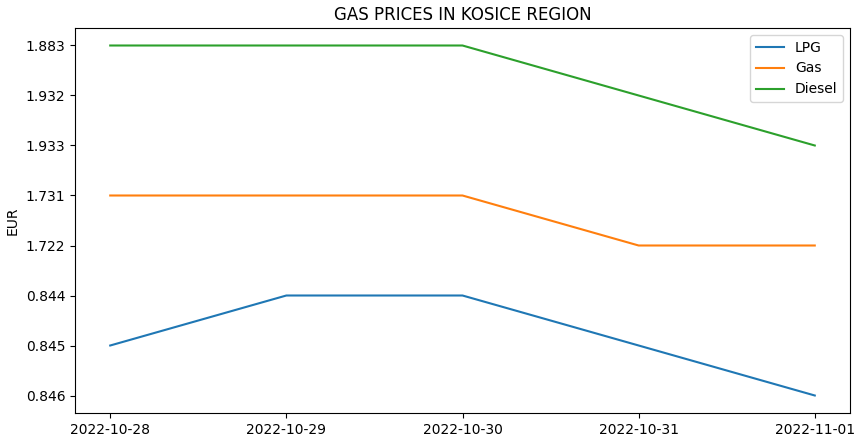 GAS PRICES IN KOSICE REGION
LPG
Gas
Diesel
EUR
1.883
1.932
1.933
1.731
1.722
0.844
0.845
0.846
2022-10-28 2022-10-29 2022-10-30 2022-10-31 2022-11-01